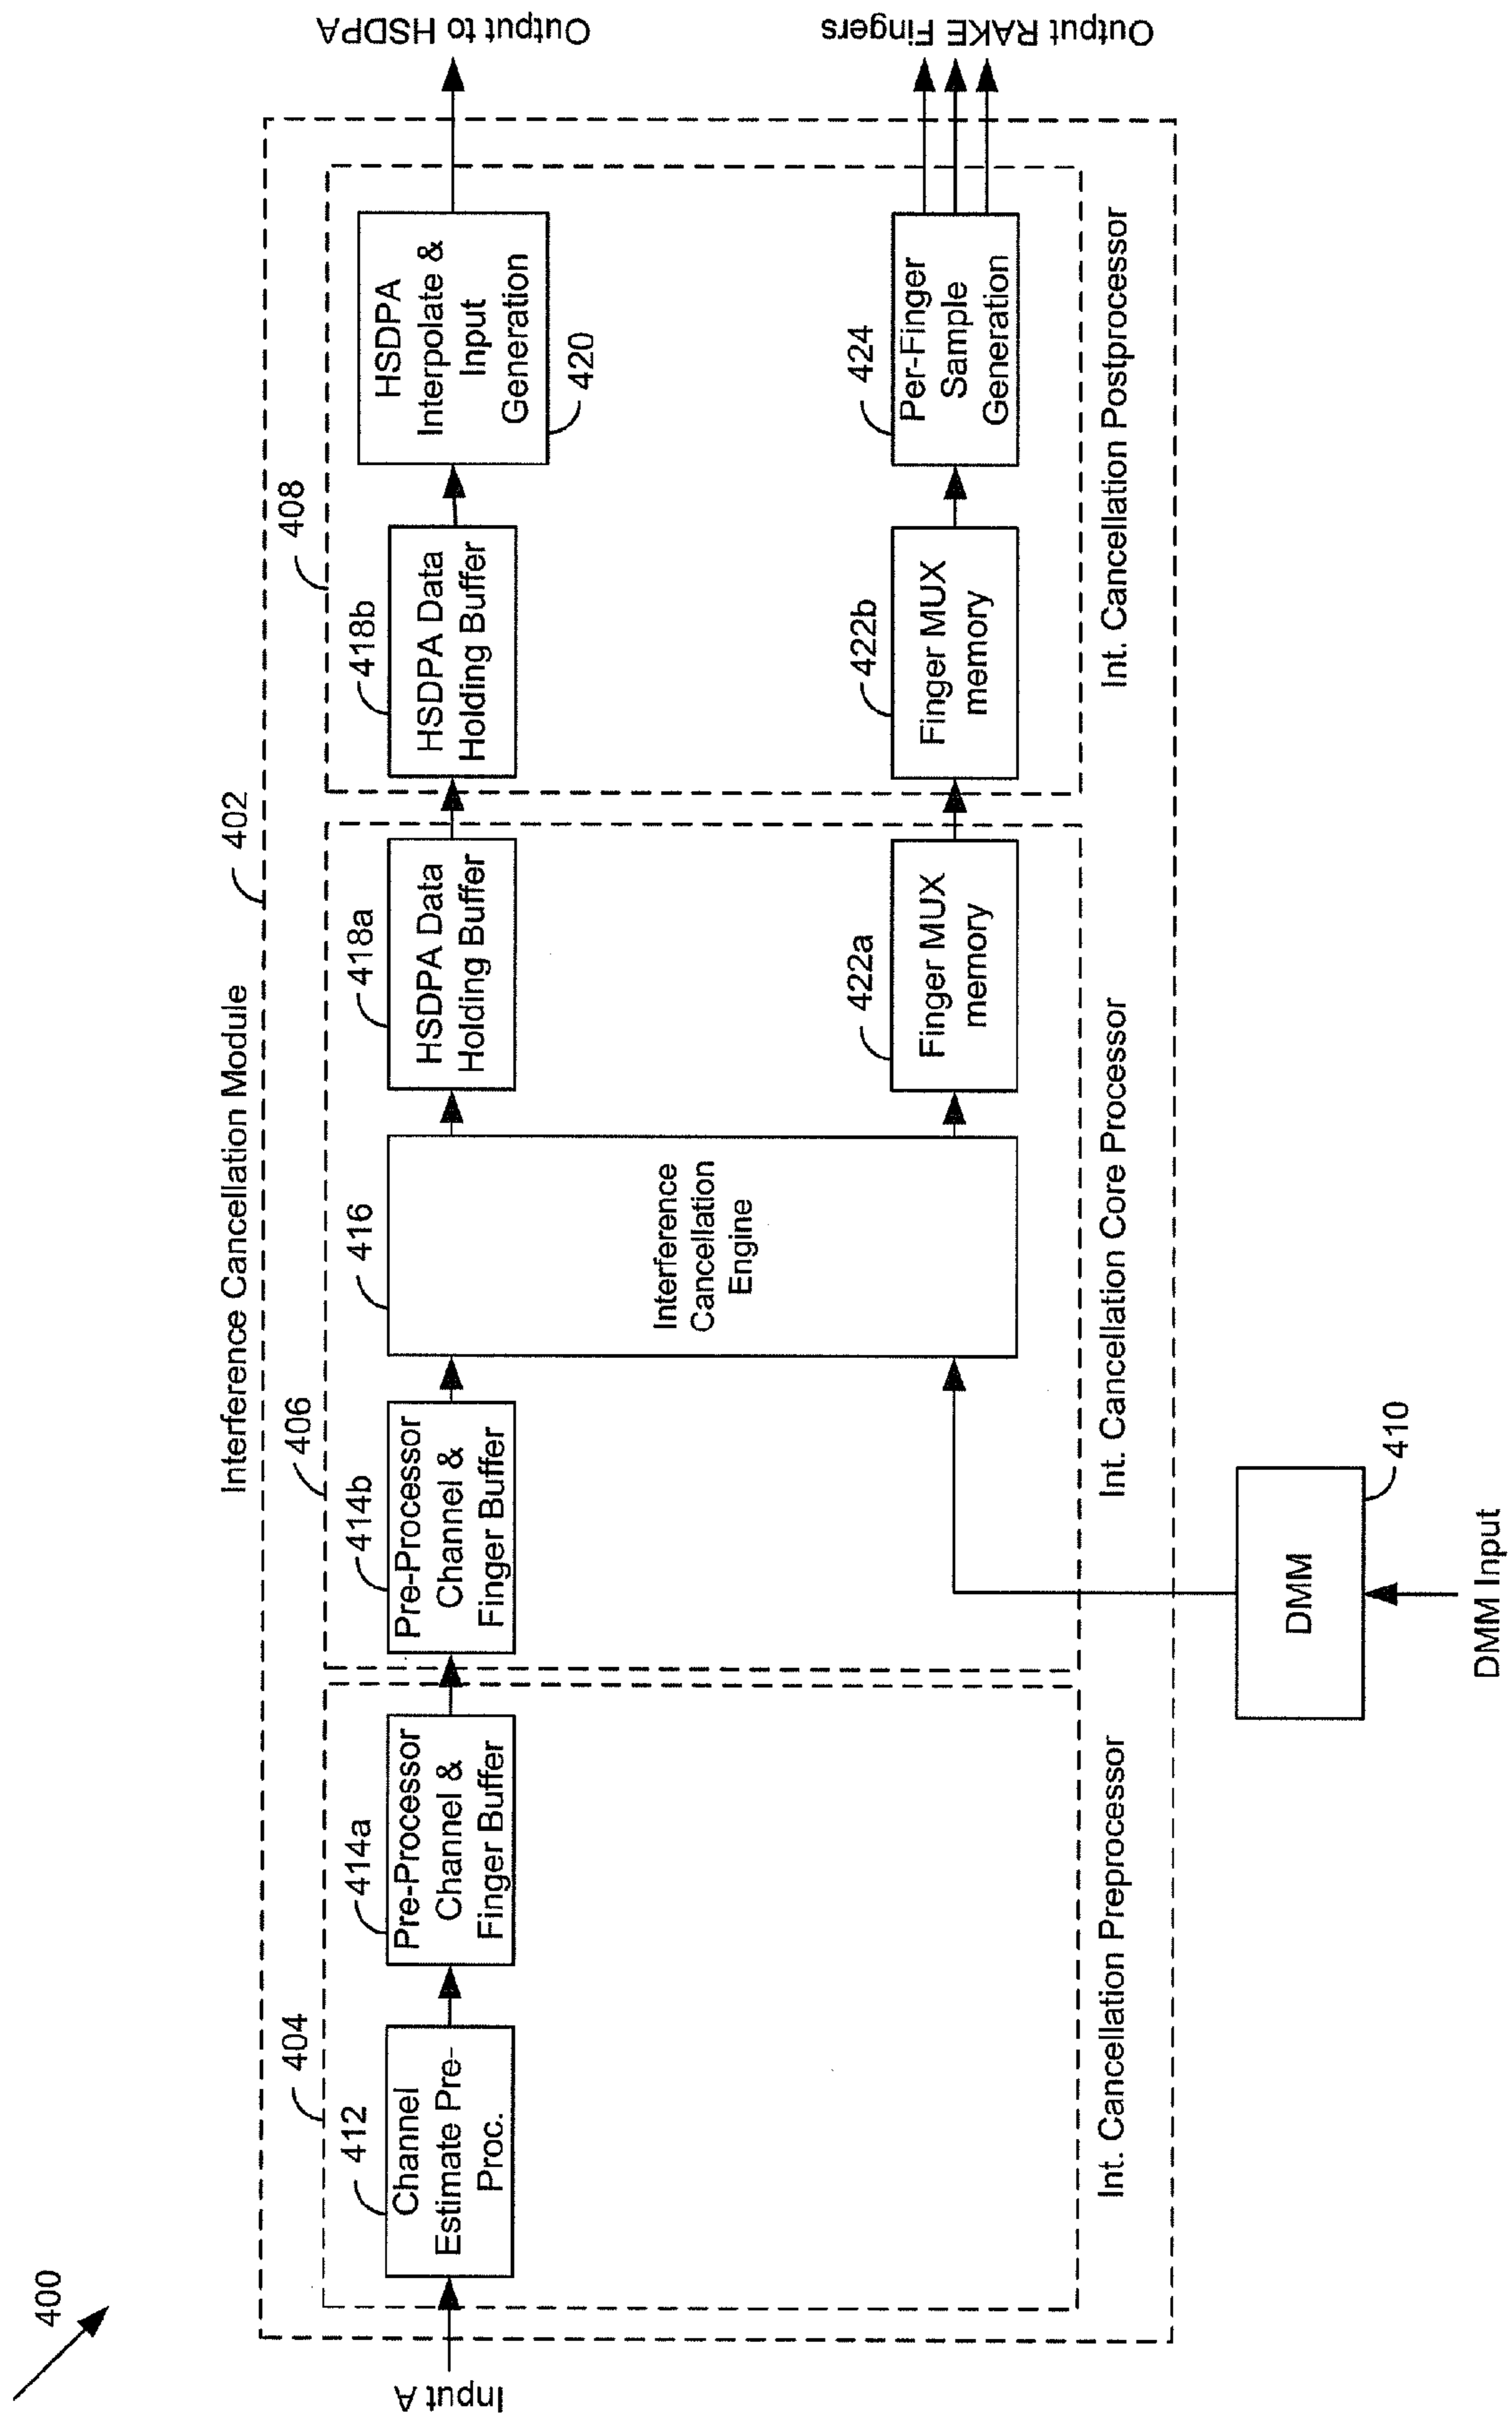 400
Interference Cancellation Module
402
404
406
408
Input A
412
Channel
Estimate Pre-
Proc.
414a
Pre-Processor
Channel &
Finger Buffer
414b
Pre-Processor
Channel &
Finger Buffer
416
Interference
Cancellation
Engine
418a
HSDPA Data
Holding Buffer
418b
HSDPA Data
Holding Buffer
HSDPA
Interpolate &
Input
Generation
420
Output to HSDPA
422a
Finger MUX
memory
422b
Finger MUX
memory
424
Per-Finger
Sample
Generation
Output RAKE Fingers
Int. Cancellation Preprocessor
Int. Cancellation Core Processor
Int. Cancellation Postprocessor
DMM
410
DMM Input